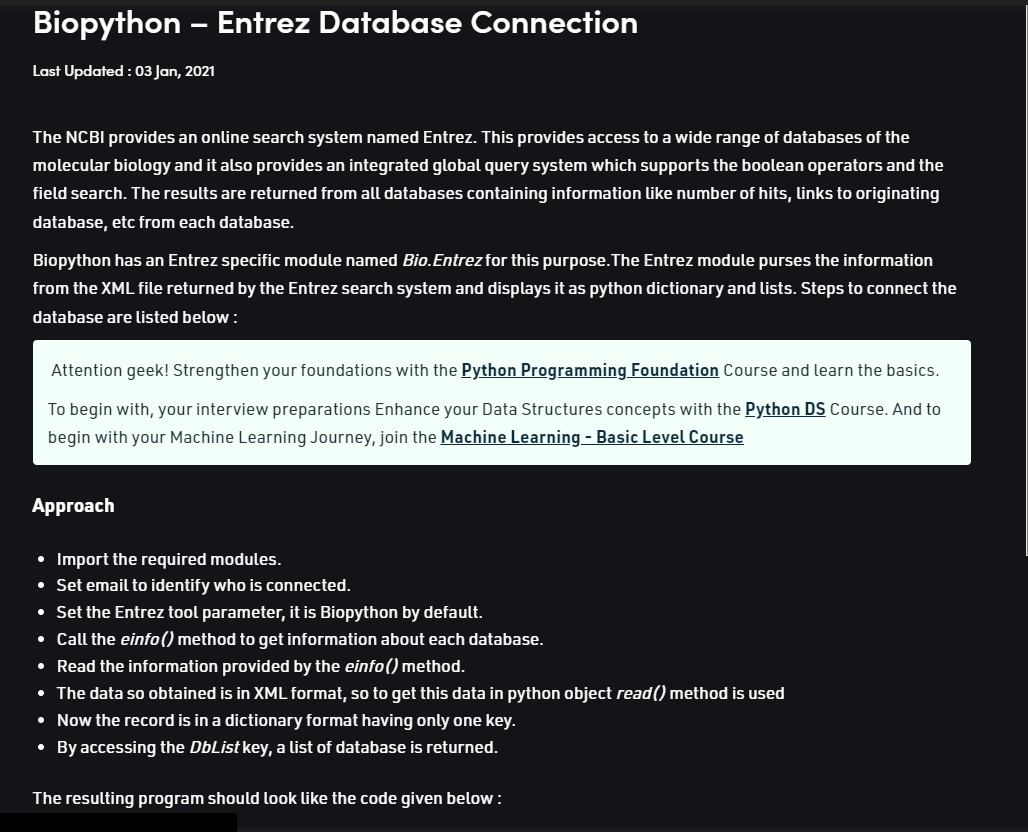 Biopython – Entrez Database Connection
Last Updated : 03 Jan, 2021
The NCBI provides an online search system named Entrez. This provides access to a wide range of databases of the
molecular biology and it also provides an integrated global query system which supports the boolean operators and the
field search. The results are returned from all databases containing information like number of hits, links to originating
database, etc from each database.
Biopython has an Entrez specific module named Bio.Entrez for this purpose.The Entrez module purses the information
from the XML file returned by the Entrez search system and displays it as python dictionary and lists. Steps to connect the
database are listed below :
Attention geek! Strengthen your foundations with the Python Programming Foundation Course and learn the basics.
To begin with, your interview preparations Enhance your Data Structures concepts with the Python DS Course. And to
begin with your Machine Learning Journey, join the Machine Learning - Basic Level Course
Approach
• Import the required modules.
• Set email to identify who is connected.
• Set the Entrez tool parameter, it is Biopython by default.
• Call the einfo() method to get information about each database.
• Read the information provided by the einfo() method.
• The data so obtained is in XML format, so to get this data in python object read() method is used
• Now the record is in a dictionary format having only one key.
• By accessing the DbList key, a list of database is returned.
The resulting program should look like the code given below :